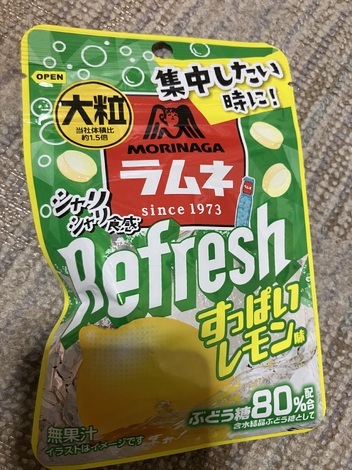 OPEN
集中したい
時に!
大粒
当社体積比
約1.5倍
MORINAGA
ラムネ
since 1973
シャリ
シャリ食感
Refresh
すっぱい
レモン味
ぶどう糖80%配合
含水結晶ぶどう糖として
無果汁
イラストはイメージです